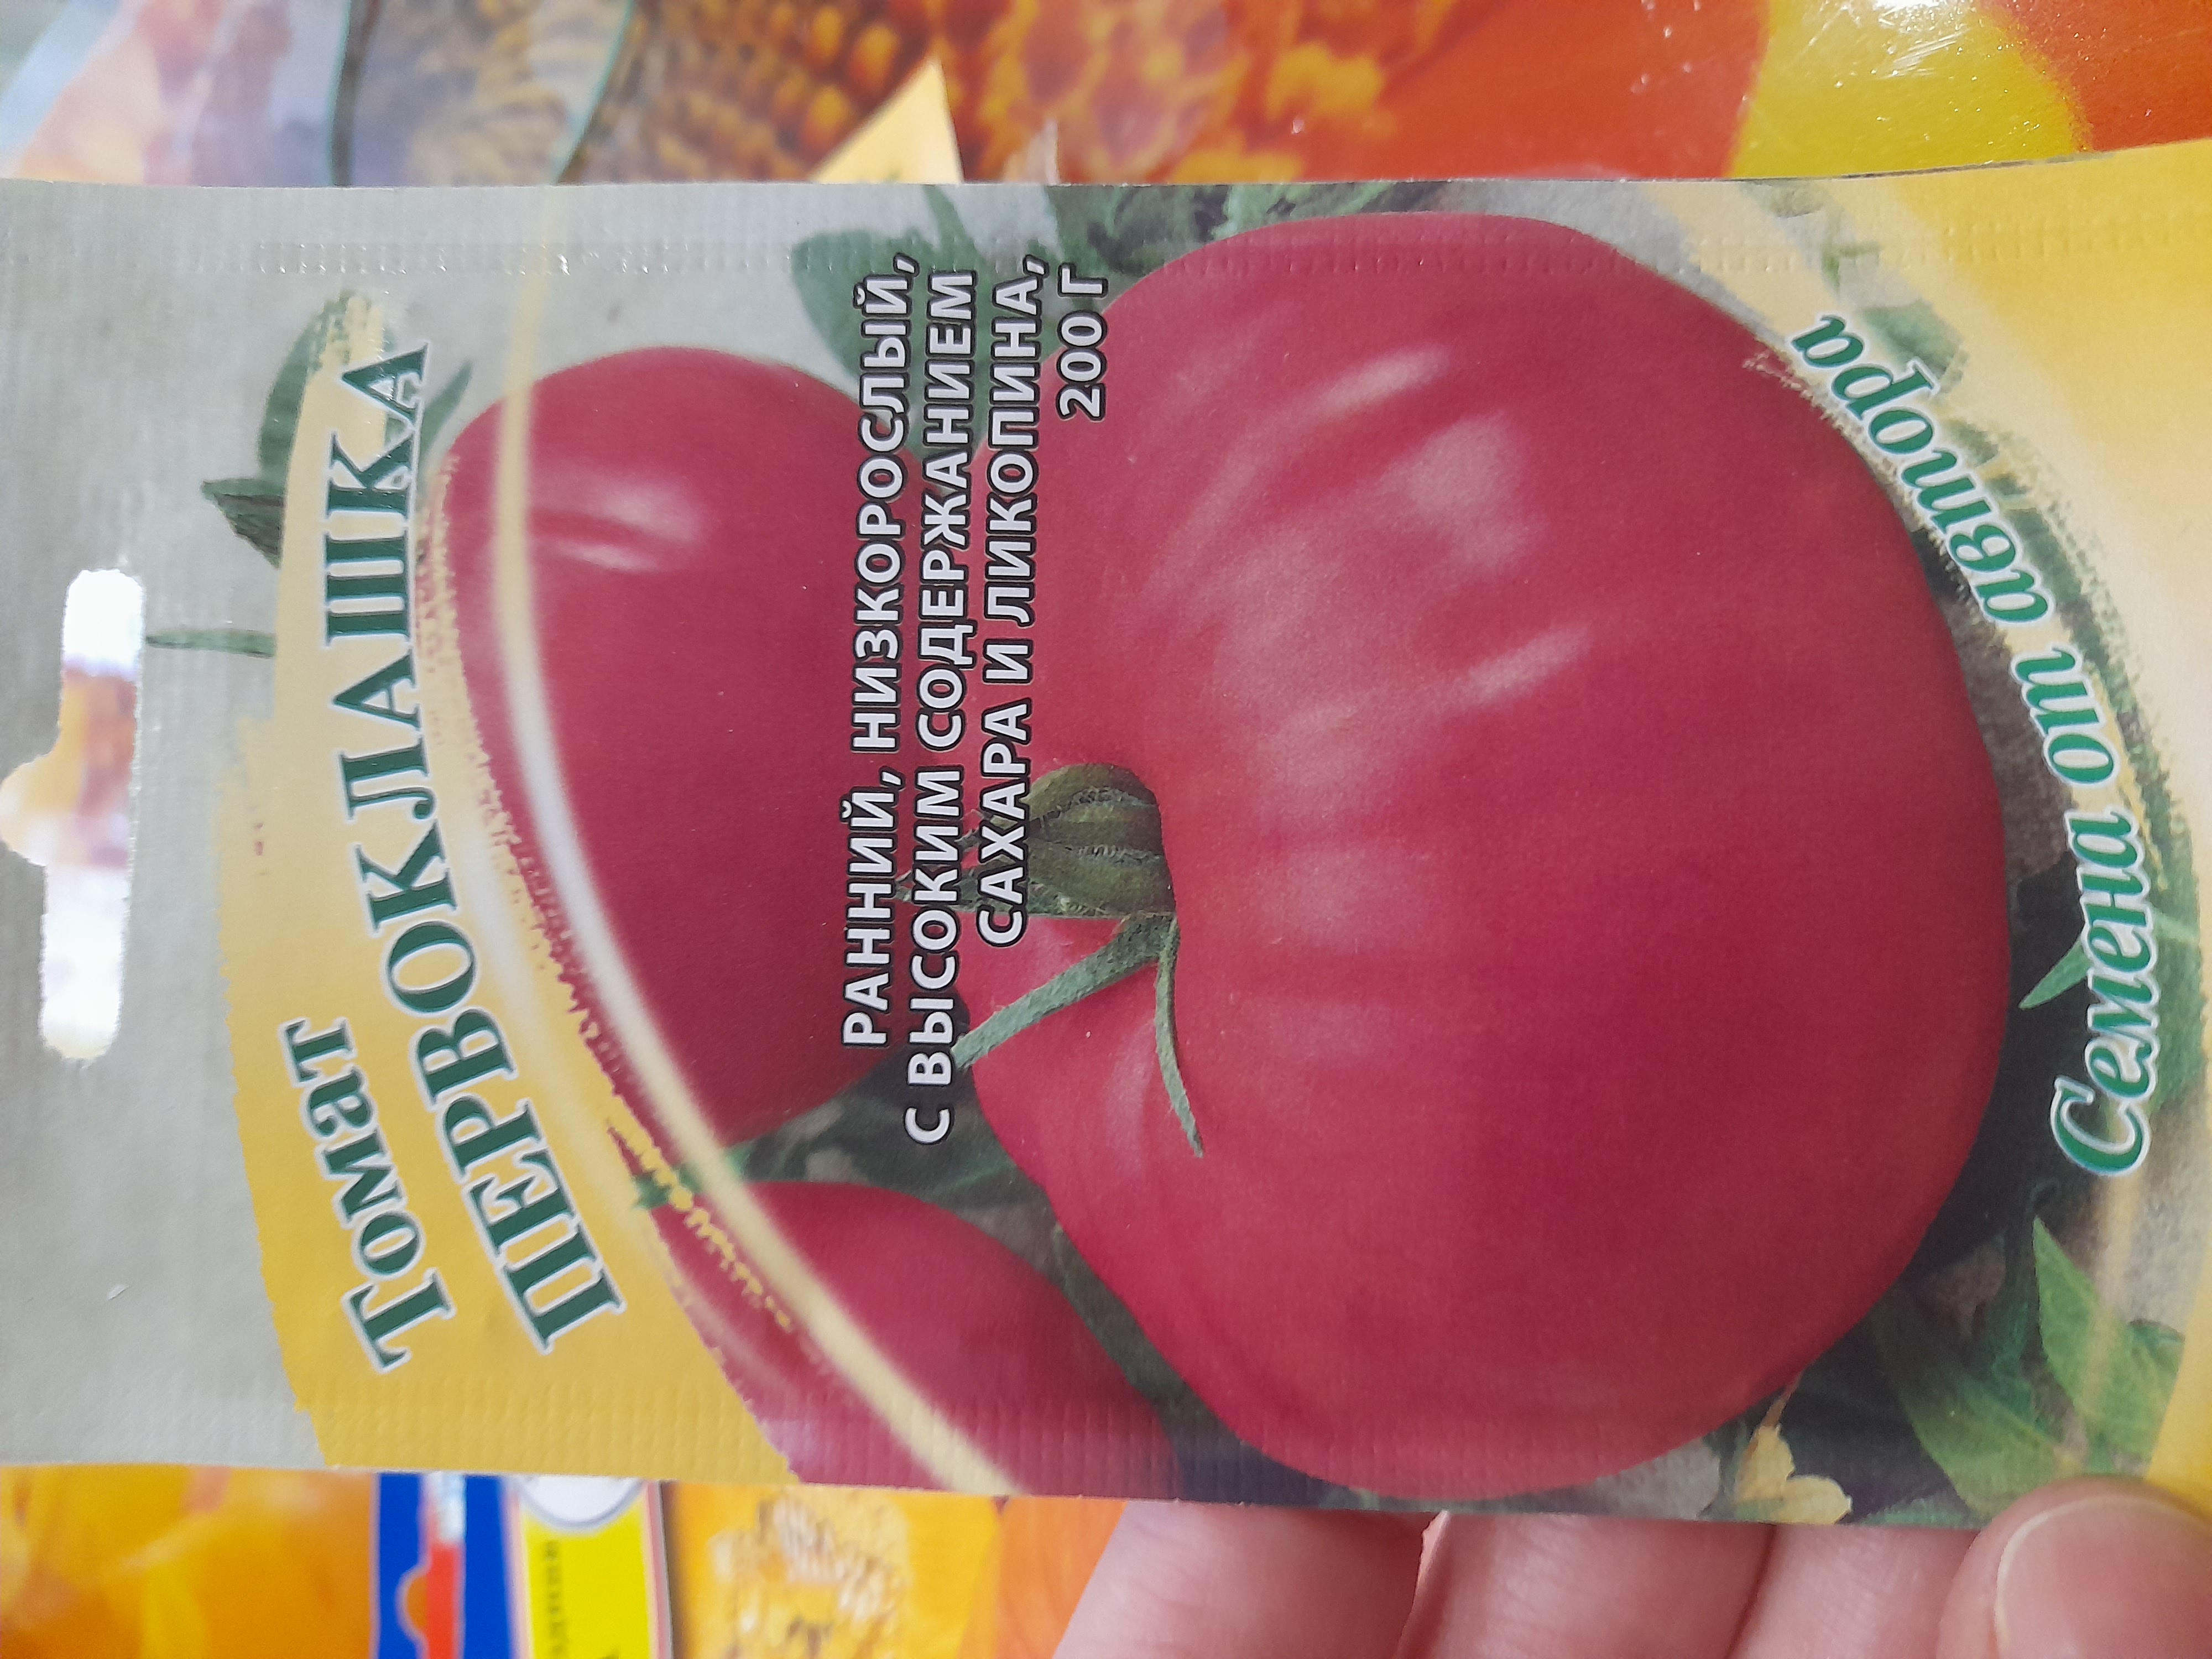 Томат
ПЕРВОКЛАШКА
РАННИЙ, НИЗКОРОСЛЫЙ,
С ВЫСОКИМ СОДЕРЖАНИЕМ
САХАРА И ЛИКОПИНА,
200 Г
Семена от автора